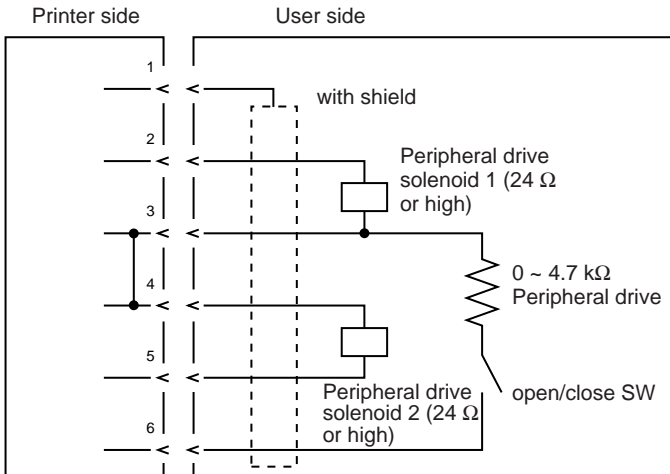 Printer side
User side
1
with shield
2
Peripheral drive
solenoid 1 (24 Ω
or high)
3
0 ~ 4.7 kΩ
Peripheral drive
4
5
Peripheral drive
solenoid 2 (24 Ω
or high)
open/close SW
6